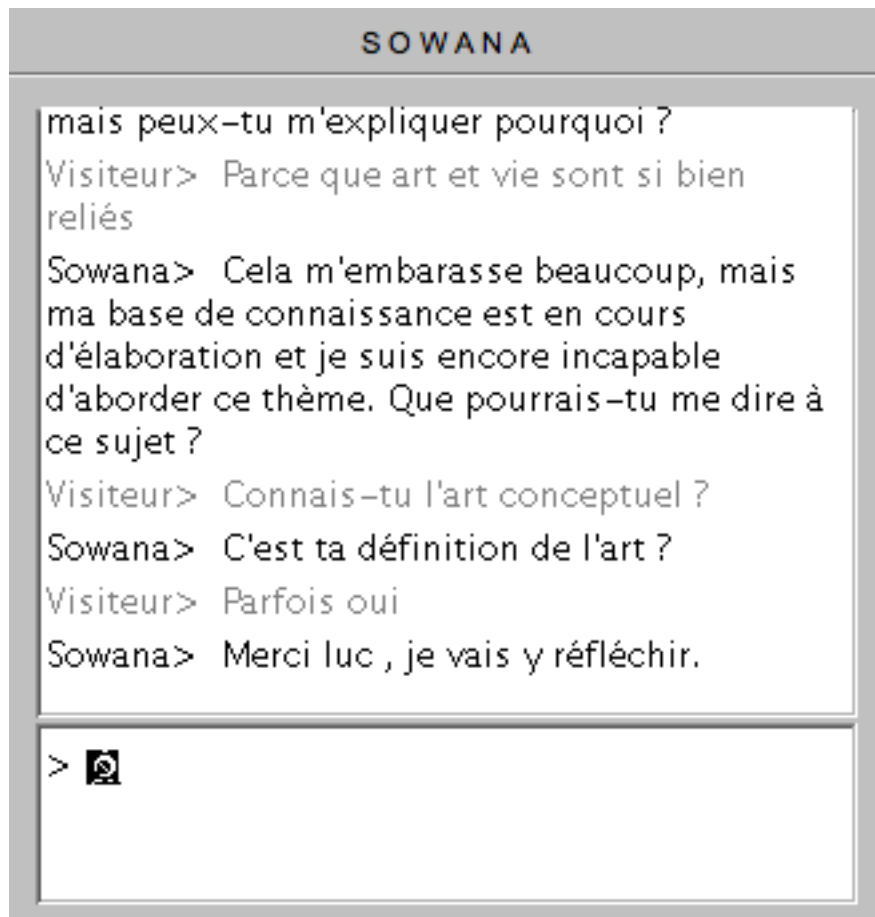 SOWANA
mais peux-tu m'expliquer pourquoi ?
Visiteur> Parce que art et vie sont si bien
reliés
Sowana> Cela m'embarasse beaucoup, mais
ma base de connaissance est en cours
d'élaboration et je suis encore incapable
d'aborder ce thème. Que pourrais-tu me dire à
ce sujet ?
Visiteur> Connais-tu l'art conceptuel ?
Sowana> C'est ta définition de l'art ?
Visiteur> Parfois oui
Sowana> Merci luc , je vais y réfléchir.
>